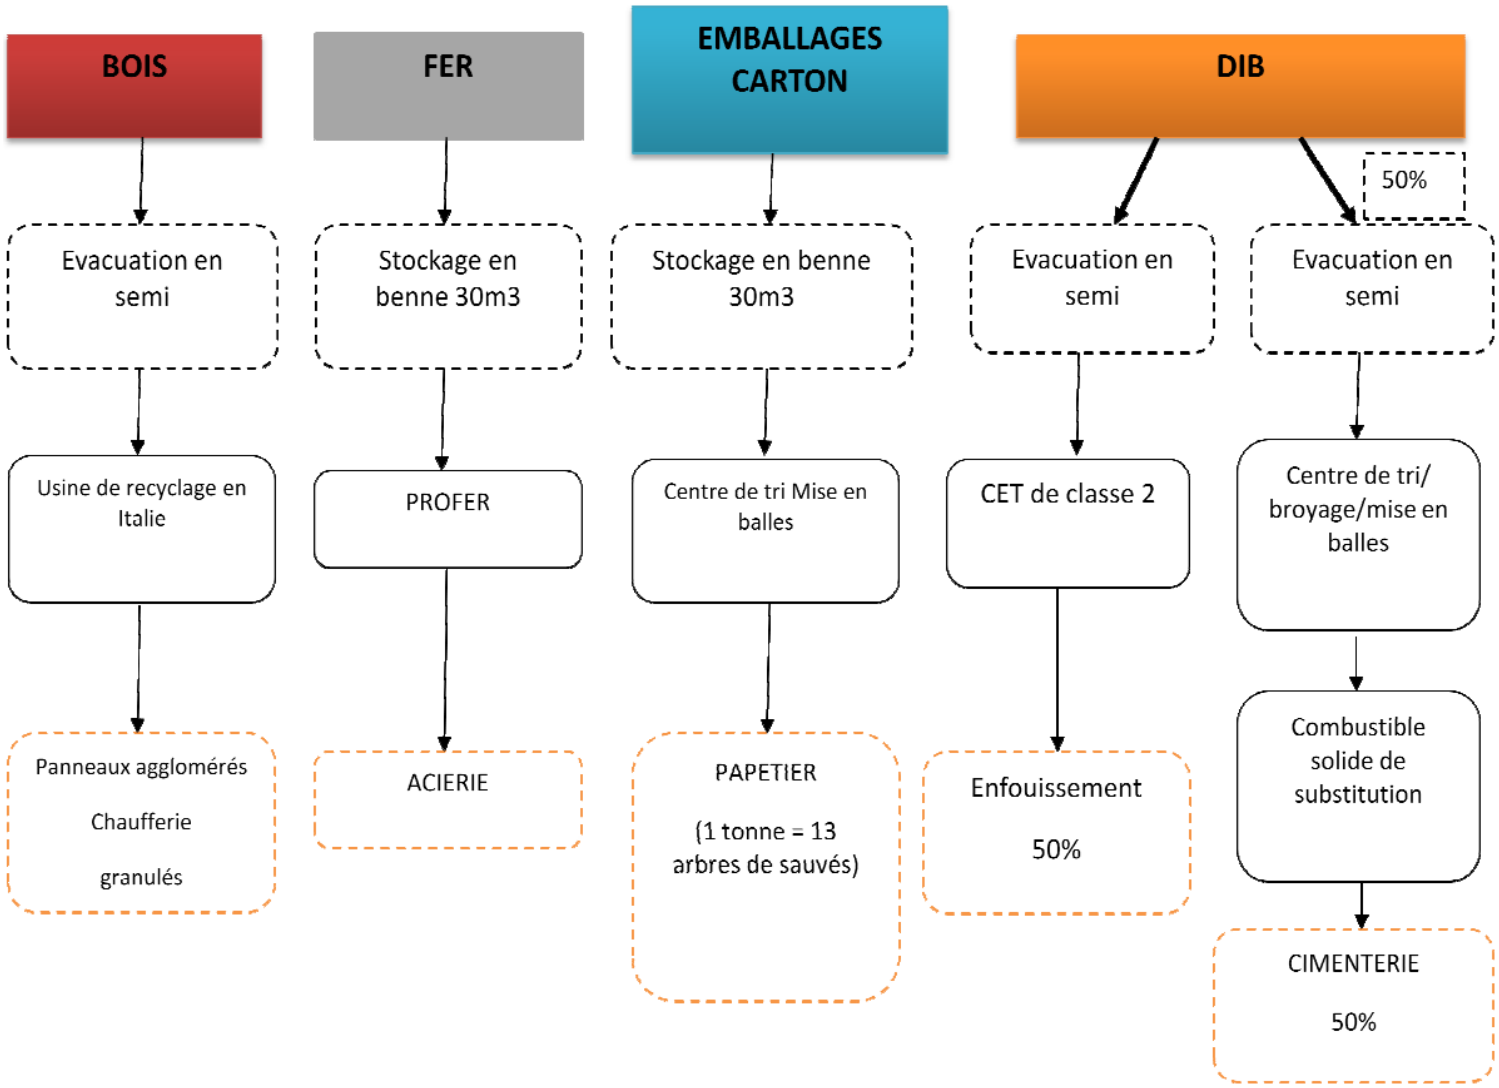 BOIS
FER
EMBALLAGES
CARTON
DIB
50%
Evacuation en
semi
Stockage en
benne 30m3
Stockage en benne
30m3
Evacuation en
semi
Evacuation en
semi
Usine de recyclage en
Italie
PROFER
Centre de tri Mise en
balles
CET de classe 2
Centre de tri/
broyage/mise en
balles
Panneaux agglomérés
Chaufferie
granulés
ACIERIE
PAPETIER
(1 tonne = 13
arbres de sauvés)
Enfouissement
50%
Combustible
solide de
substitution
CIMENTERIE
50%